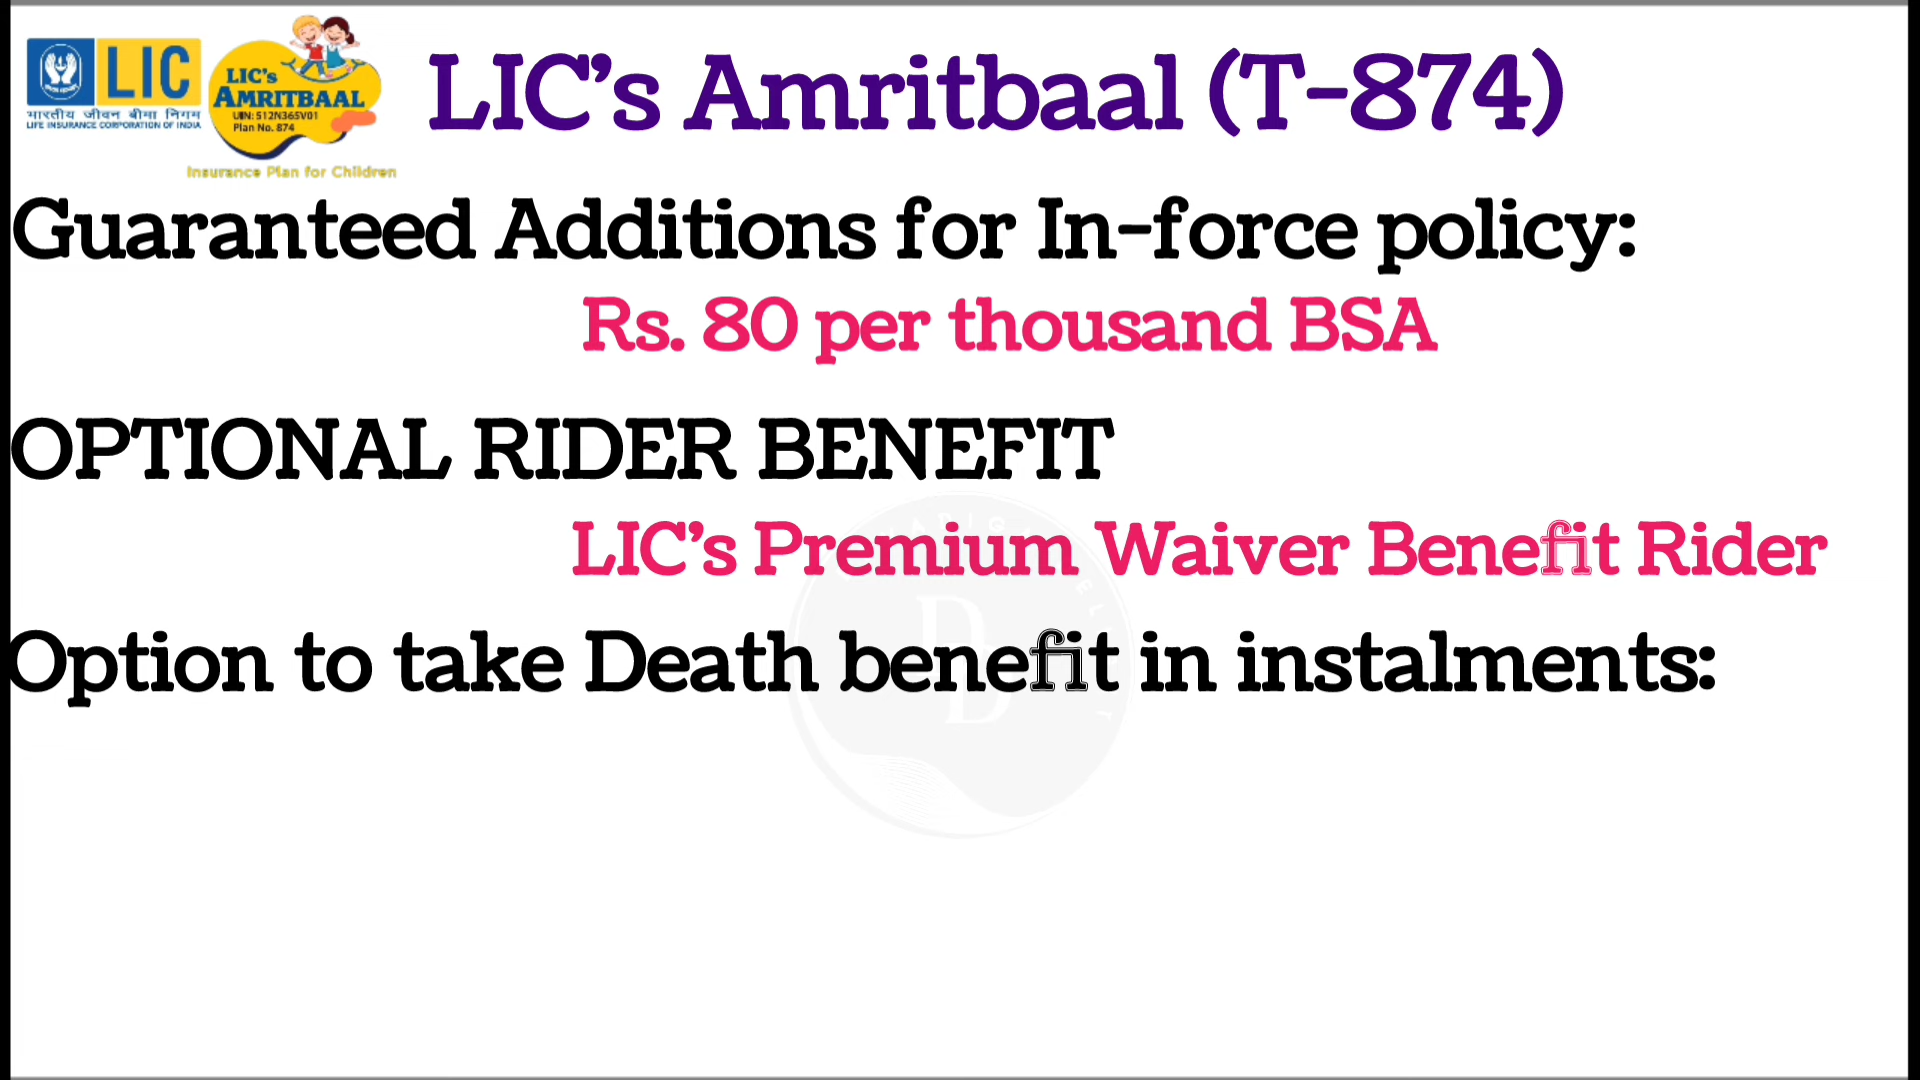 LIC
भारतीय जीवन बीमा निगम
LIFE INSURANCE CORPORATION OF INDIA
LIC's
AMRITBAAL
UIN: 512N365V01
Plan No. 874
Insurance Plan for Children
LIC's Amritbaal (T-874)
Guaranteed Additions for In-force policy:
Rs. 80 per thousand BSA
OPTIONAL RIDER BENEFIT
LIC's Premium Waiver Benefit Rider
Option to take Death benefit in instalments: